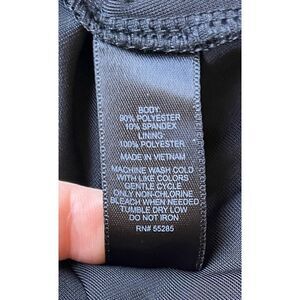 BODY:
90% POLYESTER
10% SPANDEX
LINING:
100% POLYESTER
MADE IN VIETNAM
MACHINE WASH COLD
WITH LIKE COLORS
GENTLE CYCLE
ONLY NON-CHLORINE
BLEACH WHEN NEEDED
TUMBLE DRY LOW
DO NOT IRON
RN# 55285